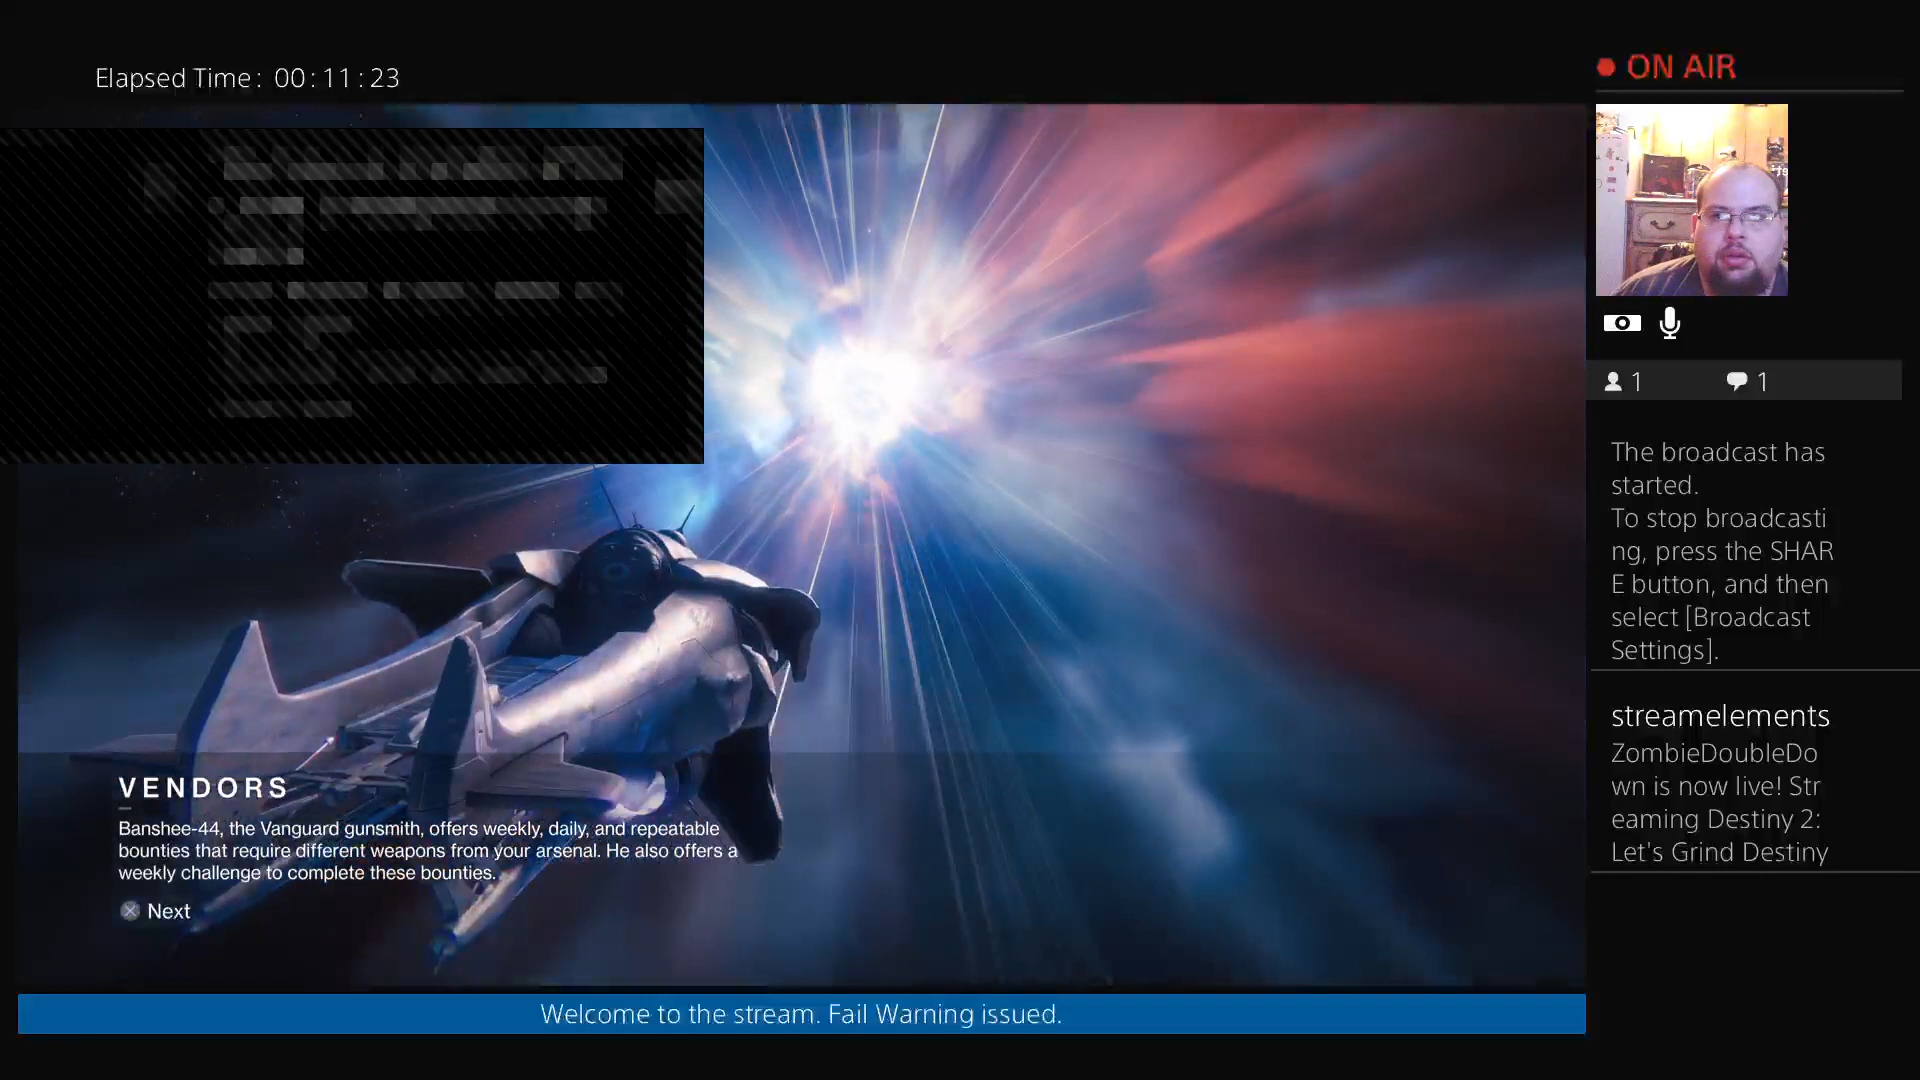 Elapsed Time: 00:11:23
ON AIR
1
1
The broadcast has
started.
To stop broadcasti
ng, press the SHAR
E button, and then
select [Broadcast
Settings].
streamelements
ZombieDoubleDo
wn is now live! Str
eaming Destiny 2:
Let's Grind Destiny
VENDORS
Banshee-44, the Vanguard gunsmith, offers weekly, daily, and repeatable
bounties that require different weapons from your arsenal. He also offers a
weekly challenge to complete these bounties.
Next
Welcome to the stream. Fail Warning issued.